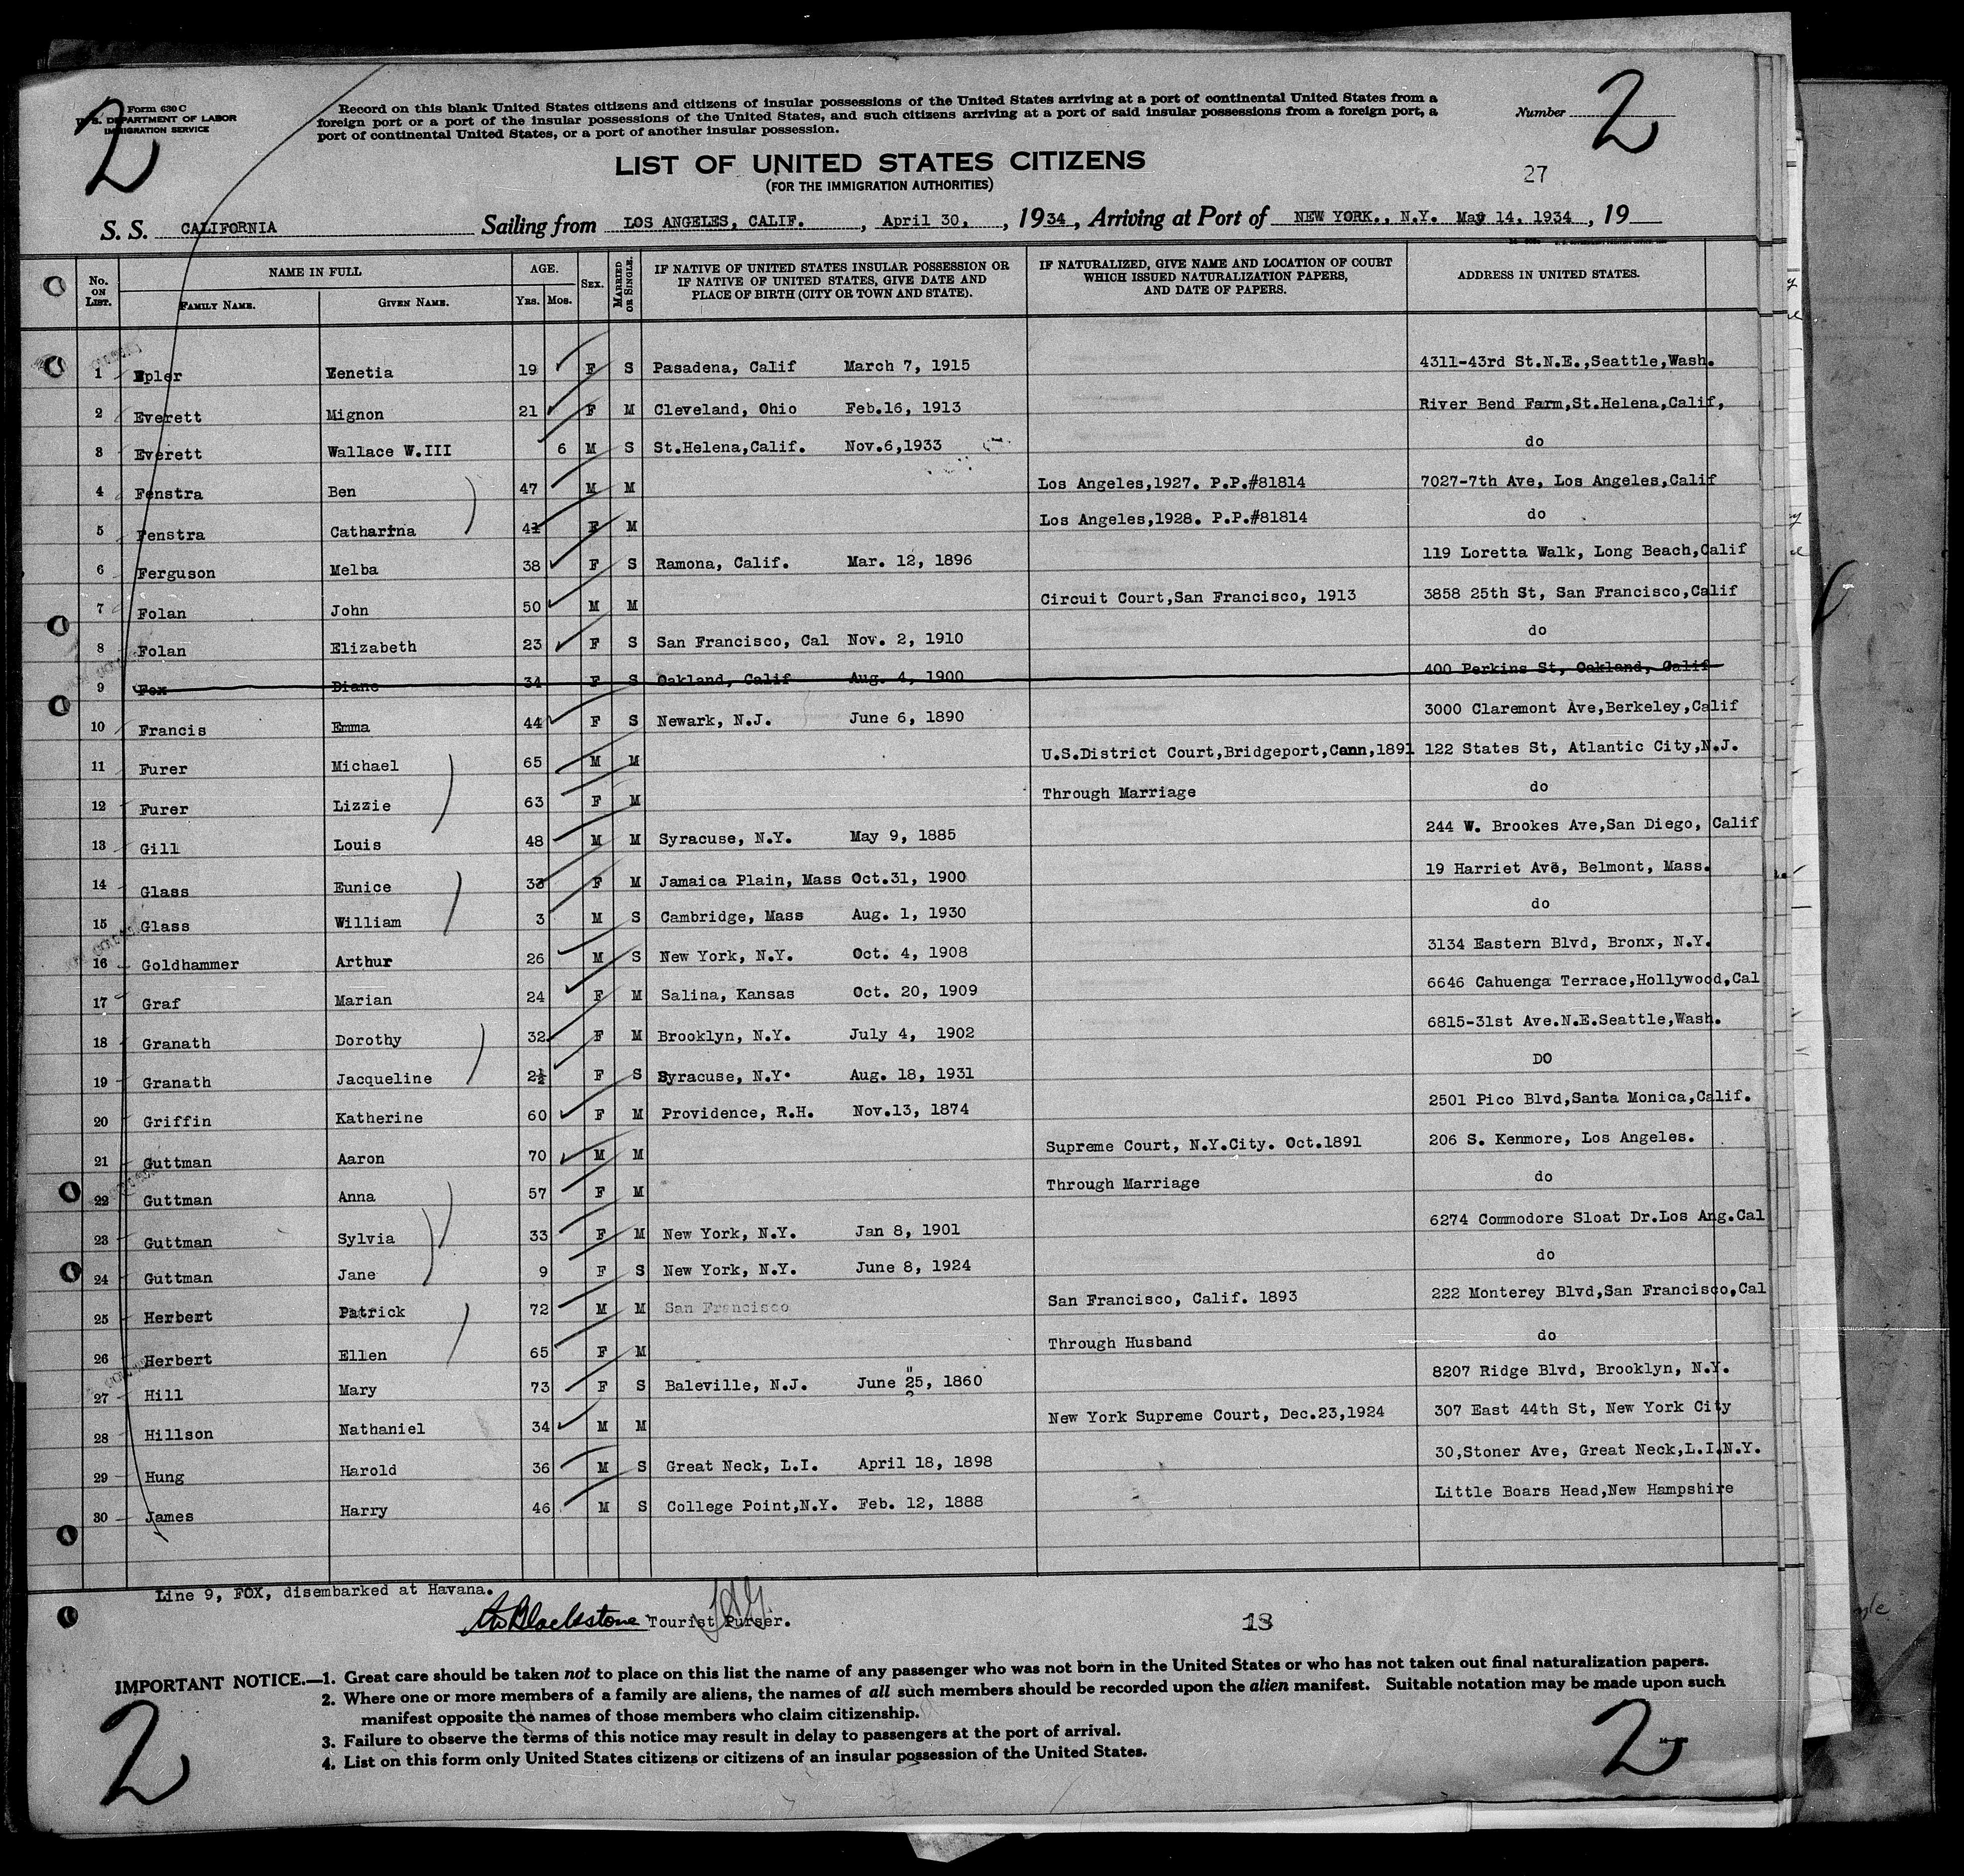 2 2
Form 630 C
U. S. DEPARTMENT OF LABOR
IMMIGRATION SERVICE
Record on this blank United States citizens and citizens of insular possessions of the United States arriving at a port of continental United States from a
foreign port or a port of the insular possessions of the United States, and such citizens arriving at a port of said insular possessions from a foreign port, a
port of continental United States, or a port of another insular possession.
Number
LIST OF UNITED STATES CITIZENS
(FOR THE IMMIGRATION AUTHORITIES)
27
S. S. CALIFORNIA Sailing from LOS ANGELES, CALIF. , April 30, , 1934, Arriving at Port of NEW YORK., N.Y. May 14, 1934 , 19
No. ON LIST. NAME IN FULL FAMILY NAME. GIVEN NAME. AGE. YRS. MOS. SEX. MARRIED OR SINGLE. IF NATIVE OF UNITED STATES INSULAR POSSESSION OR IF NATIVE OF UNITED STATES, GIVE DATE AND PLACE OF BIRTH (CITY OR TOWN AND STATE). IF NATURALIZED, GIVE NAME AND LOCATION OF COURT WHICH ISSUED NATURALIZATION PAPERS, AND DATE OF PAPERS. ADDRESS IN UNITED STATES.
1 Epler Zenetia 19 F S Pasadena, Calif March 7, 1915 4311-43rd St.N.E.,Seattle,Wash.
2 Everett Mignon 21 F M Cleveland, Ohio Feb.16, 1913 River Bend Farm,St.Helena,Calif,
3 Everett Wallace W.III 6 M S St.Helena,Calif. Nov.6,1933 do
4 Fenstra Ben 47 M M Los Angeles,1927. P.P.#81814 7027-7th Ave, Los Angeles,Calif
5 Fenstra Catharina 41 F M Los Angeles,1928. P.P.#81814 do
6 Ferguson Melba 38 F S Ramona, Calif. Mar. 12, 1896 119 Loretta Walk, Long Beach,Calif
7 Folan John 50 M M Circuit Court,San Francisco, 1913 3858 25th St, San Francisco,Calif
8 Folan Elizabeth 23 F S San Francisco, Cal Nov. 2, 1910 do
9 Fox Diane 34 F S Oakland, Calif Aug. 4, 1900 400 Perkins St, Oakland, Calif
10 Francis Emma 44 F S Newark, N.J. June 6, 1890 3000 Claremont Ave,Berkeley,Calif
11 Furer Michael 65 M M U.S.District Court,Bridgeport,Conn,1891 122 States St, Atlantic City,N.J.
12 Furer Lizzie 63 F M Through Marriage do
13 Gill Louis 48 M M Syracuse, N.Y. May 9, 1885 244 W. Brookes Ave,San Diego, Calif
14 Glass Eunice 33 F M Jamaica Plain, Mass Oct.31, 1900 19 Harriet Ave, Belmont, Mass.
15 Glass William 3 M S Cambridge, Mass Aug. 1, 1930 do
16 Goldhammer Arthur 26 M S New York, N.Y. Oct. 4, 1908 3134 Eastern Blvd, Bronx, N.Y.
17 Graf Marian 24 F M Salina, Kansas Oct. 20, 1909 6646 Cahuenga Terrace,Hollywood,Cal
18 Granath Dorothy 32 F M Brooklyn, N.Y. July 4, 1902 6815-31st Ave.N.E.Seattle,Wash.
19 Granath Jacqueline 2½ F S Syracuse, N.Y. Aug. 18, 1931 DO
20 Griffin Katherine 60 F M Providence, R.H. Nov.13, 1874 2501 Pico Blvd,Santa Monica,Calif.
21 Guttman Aaron 70 M M Supreme Court, N.Y.City. Oct.1891 206 S. Kenmore, Los Angeles.
22 Guttman Anna 57 F M Through Marriage do
23 Guttman Sylvia 33 F M New York, N.Y. Jan 8, 1901 6274 Commodore Sloat Dr.Los Ang.Cal
24 Guttman Jane 9 F S New York, N.Y. June 8, 1924 do
25 Herbert Patrick 72 M M San Francisco San Francisco, Calif. 1893 222 Monterey Blvd,San Francisco,Cal
26 Herbert Ellen 65 F M Through Husband do
27 Hill Mary 73 F S Baleville, N.J. June 25, 1860 8207 Ridge Blvd, Brooklyn, N.Y.
28 Hillson Nathaniel 34 M M New York Supreme Court, Dec.23,1924 307 East 44th St, New York City
29 Hung Harold 36 M S Great Neck, L.I. April 18, 1898 30,Stoner Ave, Great Neck,L.I.N.Y.
30 James Harry 46 M S College Point,N.Y. Feb. 12, 1888 Little Boars Head,New Hampshire
Line 9, FOX, disembarked at Havana.
Blackstone Tourist Purser.
13
IMPORTANT NOTICE.—1. Great care should be taken not to place on this list the name of any passenger who was not born in the United States or who has not taken out final naturalization papers.
2. Where one or more members of a family are aliens, the names of all such members should be recorded upon the alien manifest. Suitable notation may be made upon such
manifest opposite the names of those members who claim citizenship.
3. Failure to observe the terms of this notice may result in delay to passengers at the port of arrival.
4. List on this form only United States citizens or citizens of an insular possession of the United States.
2 2